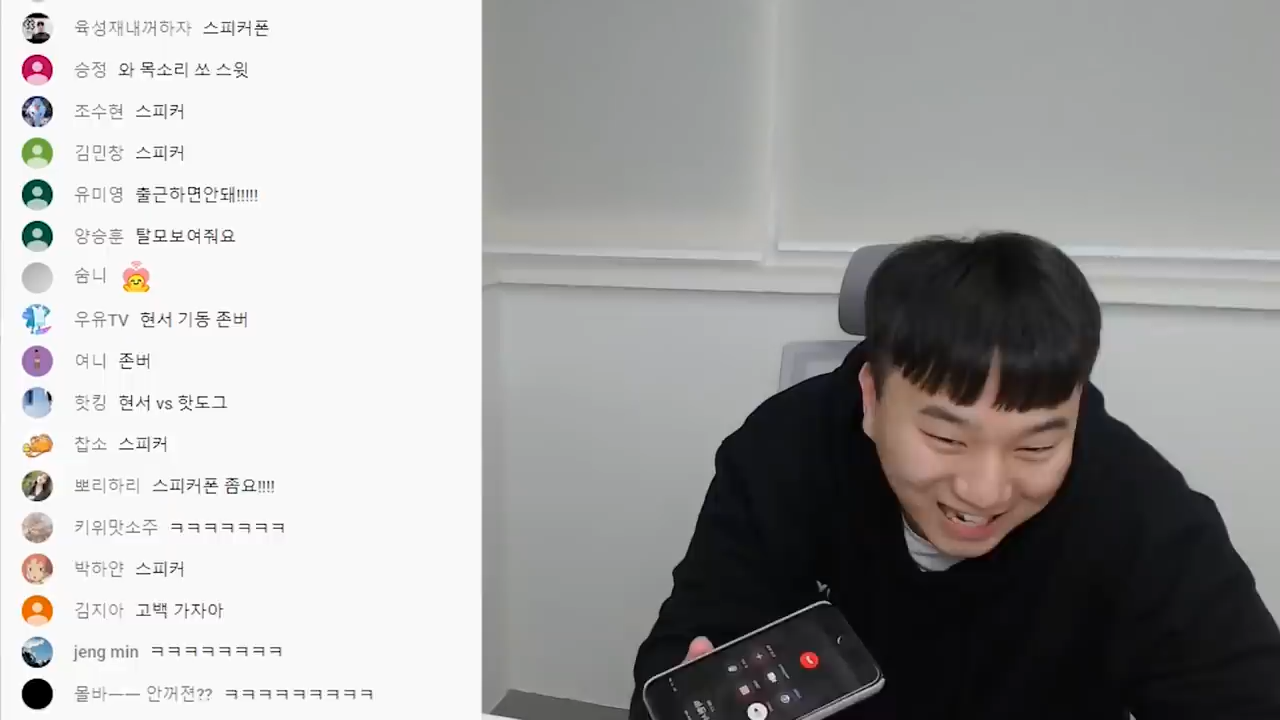 육성재내꺼하자 스피커폰
승정 와 목소리 쏘 스윗
조수현 스피커
김민창 스피커
유미영 출근하면안돼!!!!!
양승훈 탈모보여줘요
숨니
우유TV 현서 기동 존버
여니 존버
핫킹 현서 vs 핫도그
찹소 스피커
뽀리하리 스피커폰 좀요!!!!
키위맛소주 ㅋㅋㅋㅋㅋㅋㅋ
박하얀 스피커
김지아 고백 가자아
jeng min ㅋㅋㅋㅋㅋㅋㅋㅋ
몰바ㅡㅡ 안꺼젼?? ㅋㅋㅋㅋㅋㅋㅋㅋㅋ